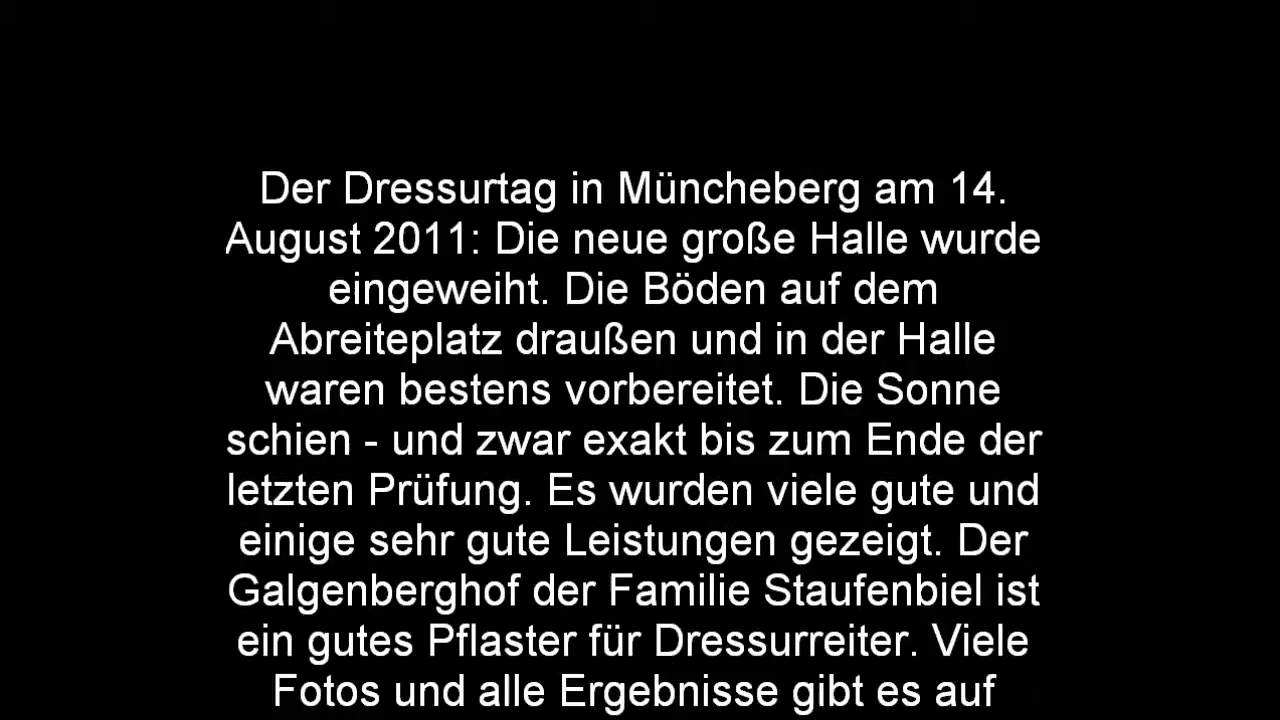 Der Dressurtag in Müncheberg am 14.
August 2011: Die neue große Halle wurde
eingeweiht. Die Böden auf dem
Abreiteplatz draußen und in der Halle
waren bestens vorbereitet. Die Sonne
schien - und zwar exakt bis zum Ende der
letzten Prüfung. Es wurden viele gute und
einige sehr gute Leistungen gezeigt. Der
Galgenberghof der Familie Staufenbiel ist
ein gutes Pflaster für Dressurreiter. Viele
Fotos und alle Ergebnisse gibt es auf